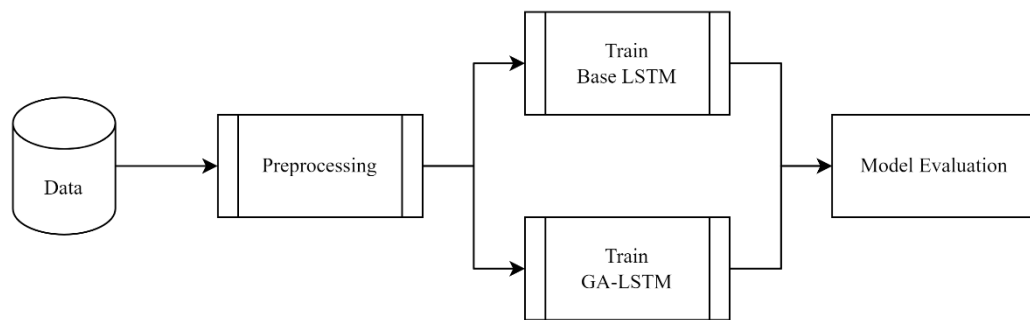 Data
Preprocessing
Train
Base LSTM
Train
GA-LSTM
Model Evaluation